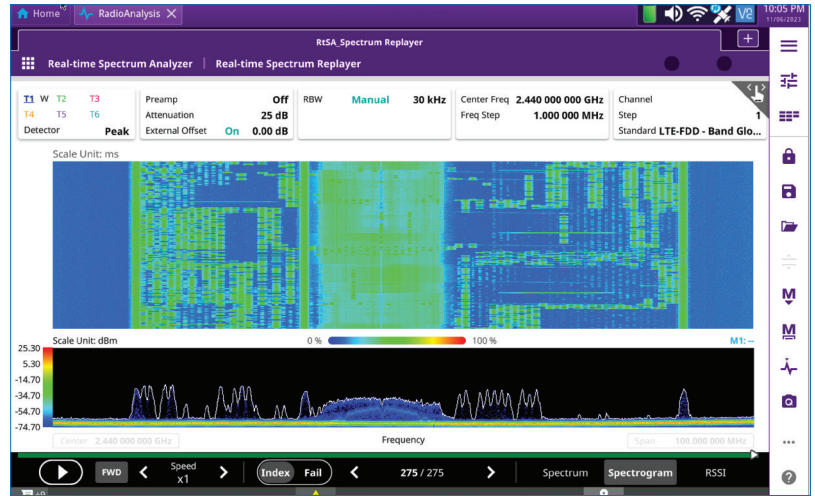 Home RadioAnalysis V2 10:05 PM
11/06/2023
RtSA_Spectrum Replayer
Real-time Spectrum Analyzer | Real-time Spectrum Replayer
T1 W T2 T3
T4 T5 T6
Detector Peak
Preamp Off
Attenuation 25 dB
External Offset On 0.00 dB
RBW Manual 30 kHz
Center Freq 2.440 000 000 GHz
Freq Step 1.000 000 MHz
Channel
Step 1
Standard LTE-FDD - Band Glo...
Scale Unit: ms
Scale Unit: dBm 0 % 100 % M1: --
25.30
5.30
-14.70
-34.70
-54.70
-74.70
Center 2.440 000 000 GHz Frequency Span 100.000 000 MHz
FWD Speed x1 Index Fail 275 / 275 Spectrum Spectrogram RSSI
+9
M
M